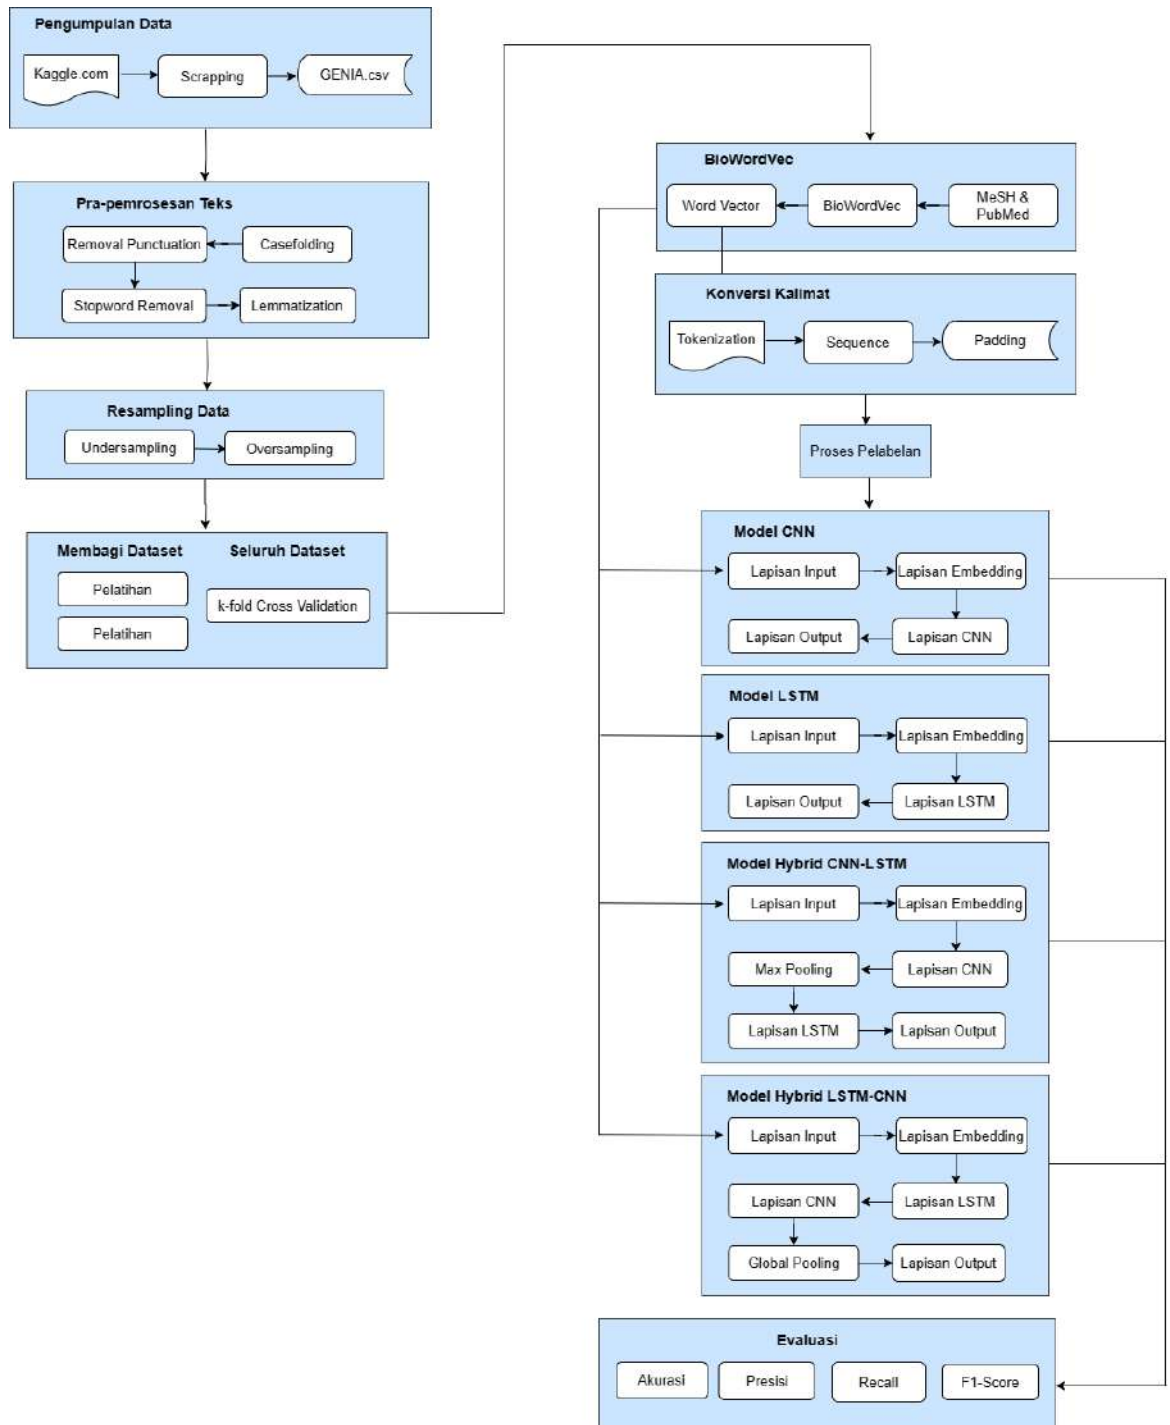 Pengumpulan Data
Kaggle.com
Scrapping
GENIA.csv
Pra-pemrosesan Teks
Removal Punctuation
Casefolding
Stopword Removal
Lemmatization
Resampling Data
Undersampling
Oversampling
Membagi Dataset
Seluruh Dataset
Pelatihan
k-fold Cross Validation
Pelatihan
BioWordVec
Word Vector
BioWordVec
MeSH &
PubMed
Konversi Kalimat
Tokenization
Sequence
Padding
Proses Pelabelan
Model CNN
Lapisan Input
Lapisan Embedding
Lapisan Output
Lapisan CNN
Model LSTM
Lapisan Input
Lapisan Embedding
Lapisan Output
Lapisan LSTM
Model Hybrid CNN-LSTM
Lapisan Input
Lapisan Embedding
Max Pooling
Lapisan CNN
Lapisan LSTM
Lapisan Output
Model Hybrid LSTM-CNN
Lapisan Input
Lapisan Embedding
Lapisan CNN
Lapisan LSTM
Global Pooling
Lapisan Output
Evaluasi
Akurasi
Presisi
Recall
F1-Score